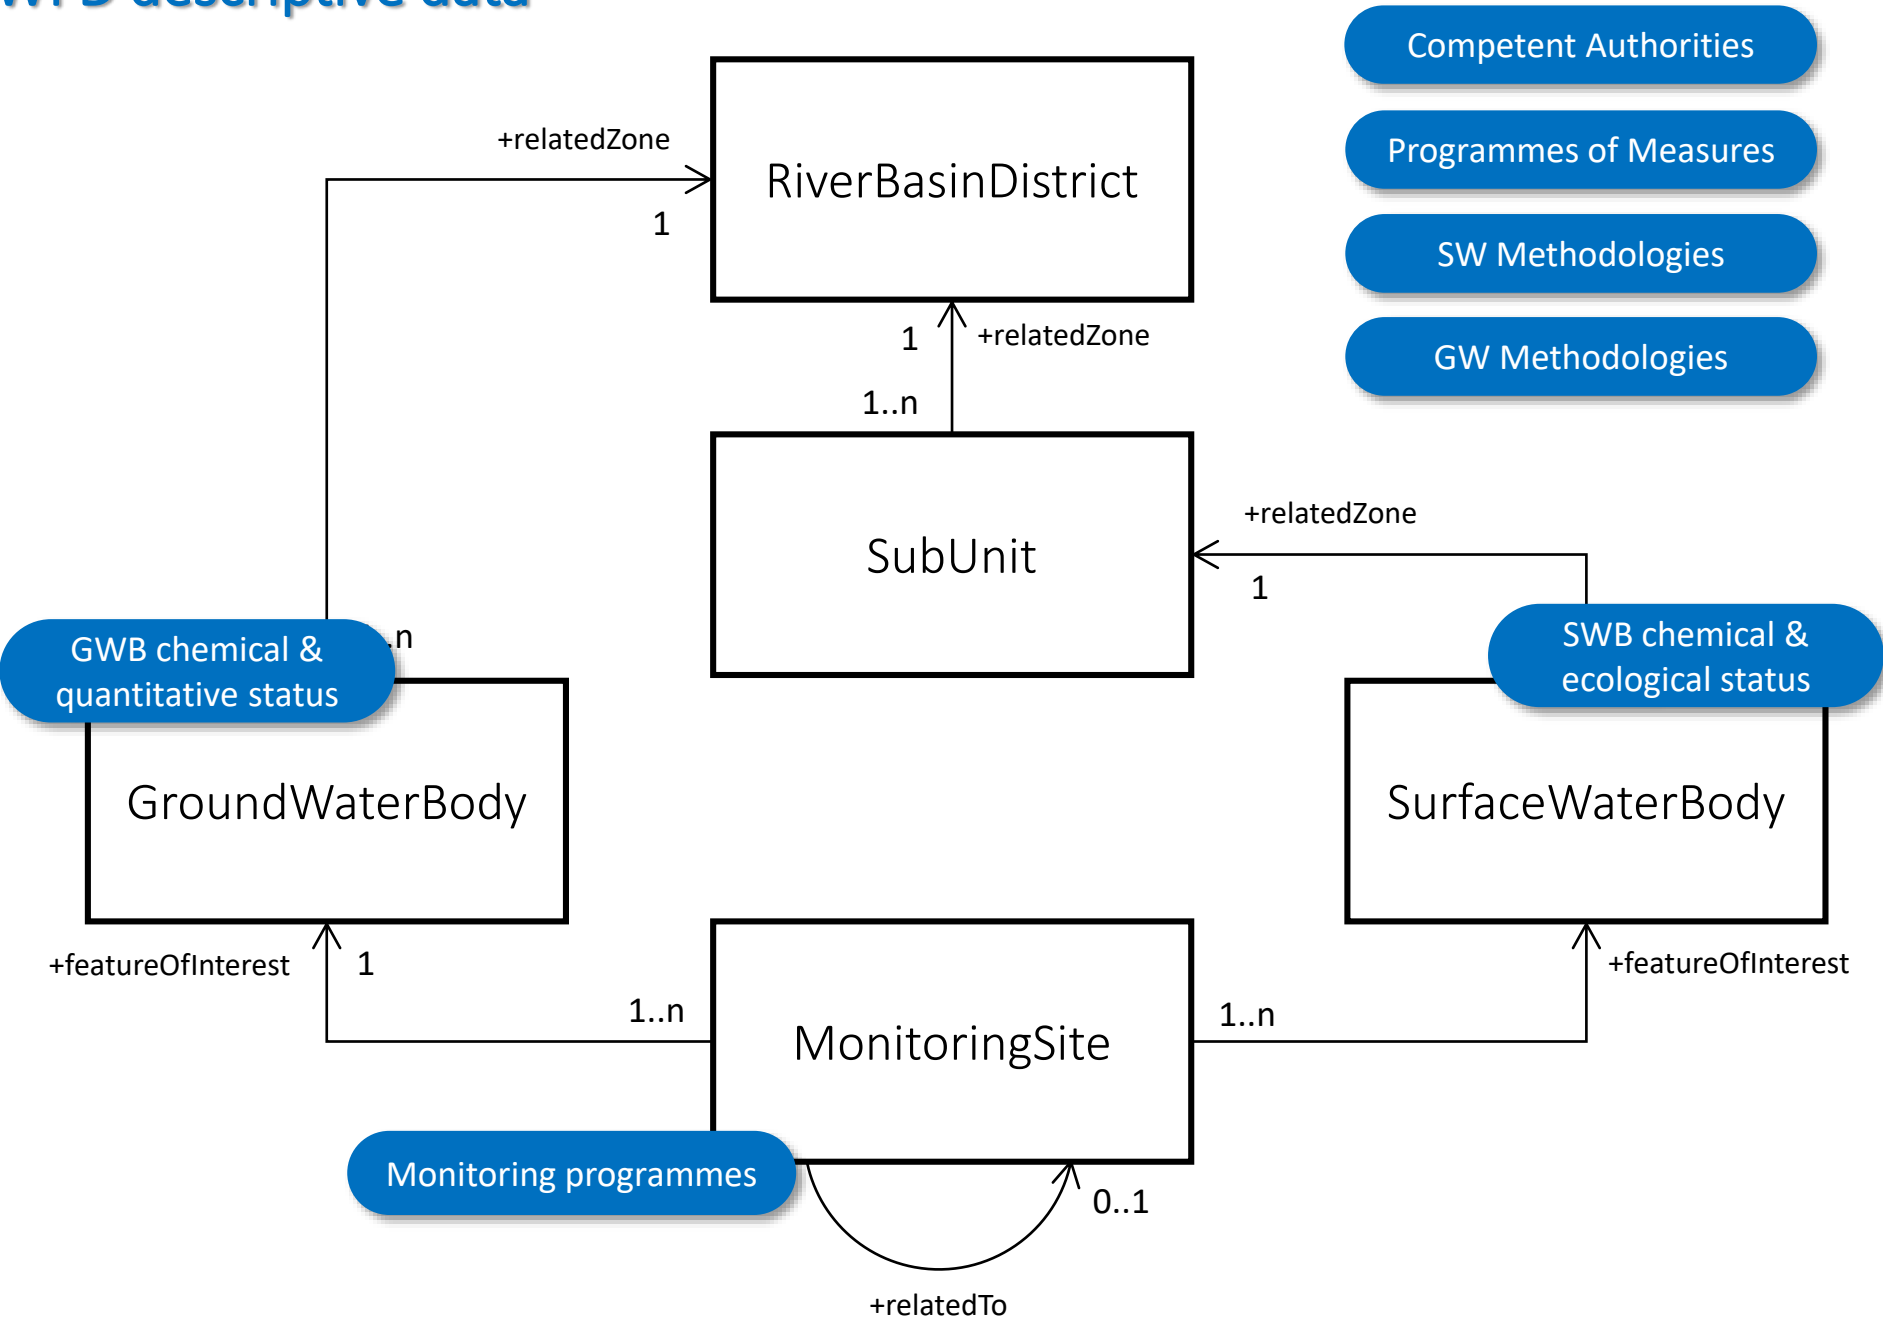 descriptive data
Competent Authorities
Programmes of Measures
SW Methodologies
GW Methodologies
+relatedZone
1
RiverBasinDistrict
1
+relatedZone
1..n
SubUnit
+relatedZone
1
GWB chemical &
quantitative status
.n
SWB chemical &
ecological status
GroundWaterBody
SurfaceWaterBody
+featureOfInterest
1
1..n
MonitoringSite
1..n
+featureOfInterest
Monitoring programmes
0..1
+relatedTo